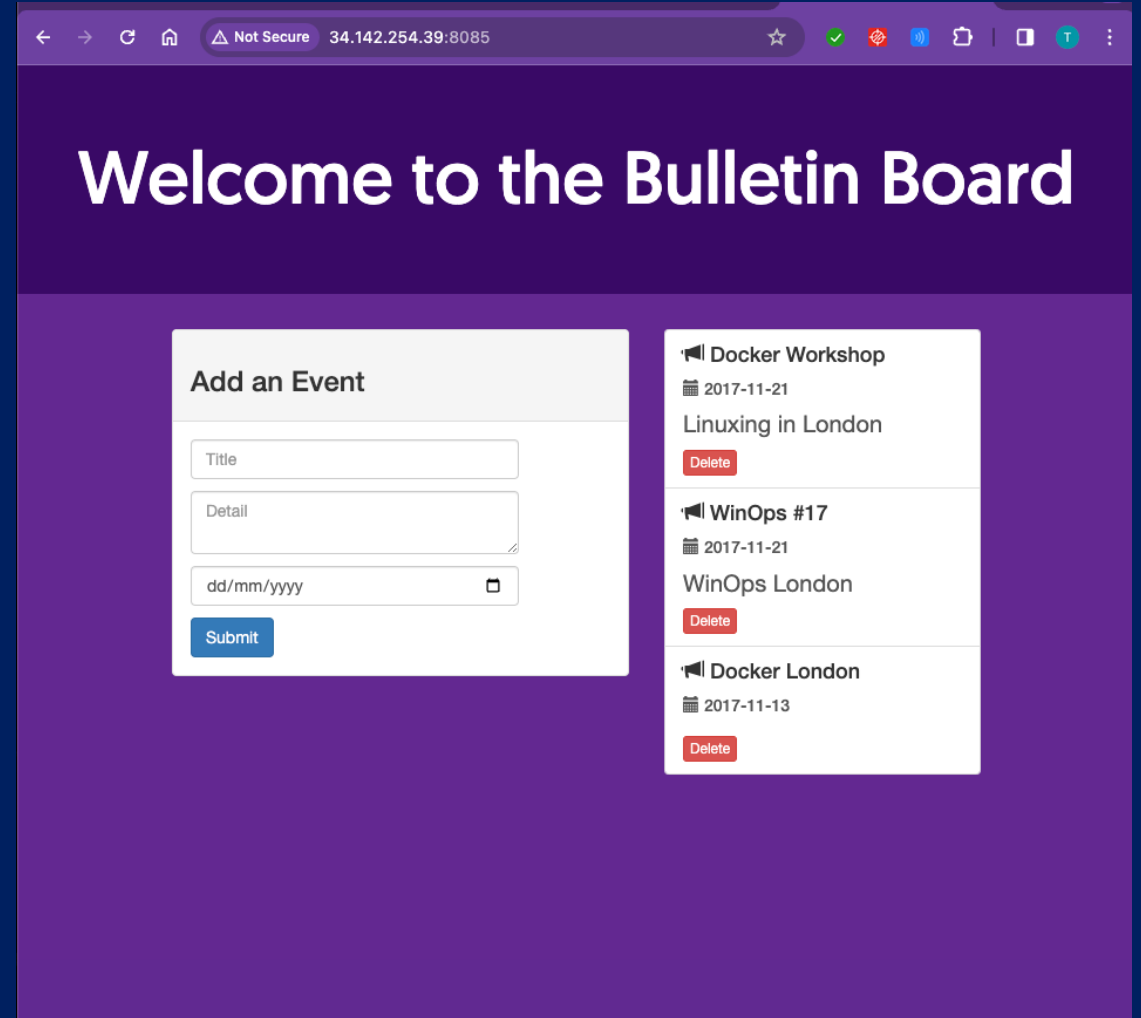 Not Secure 34.142.254.39:8085
T
Welcome to the Bulletin Board
Add an Event
Title
Detail
dd/mm/yyyy
Submit
Docker Workshop
2017-11-21
Linuxing in London
Delete
WinOps #17
2017-11-21
WinOps London
Delete
Docker London
2017-11-13
Delete